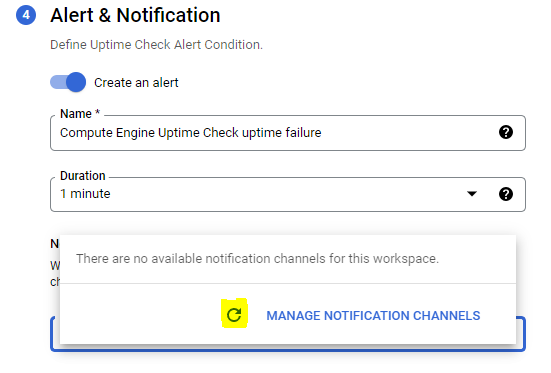 4 Alert & Notification
Define Uptime Check Alert Condition.
Create an alert
Name *
Compute Engine Uptime Check uptime failure
?
Duration
1 minute
?
There are no available notification channels for this workspace.
MANAGE NOTIFICATION CHANNELS